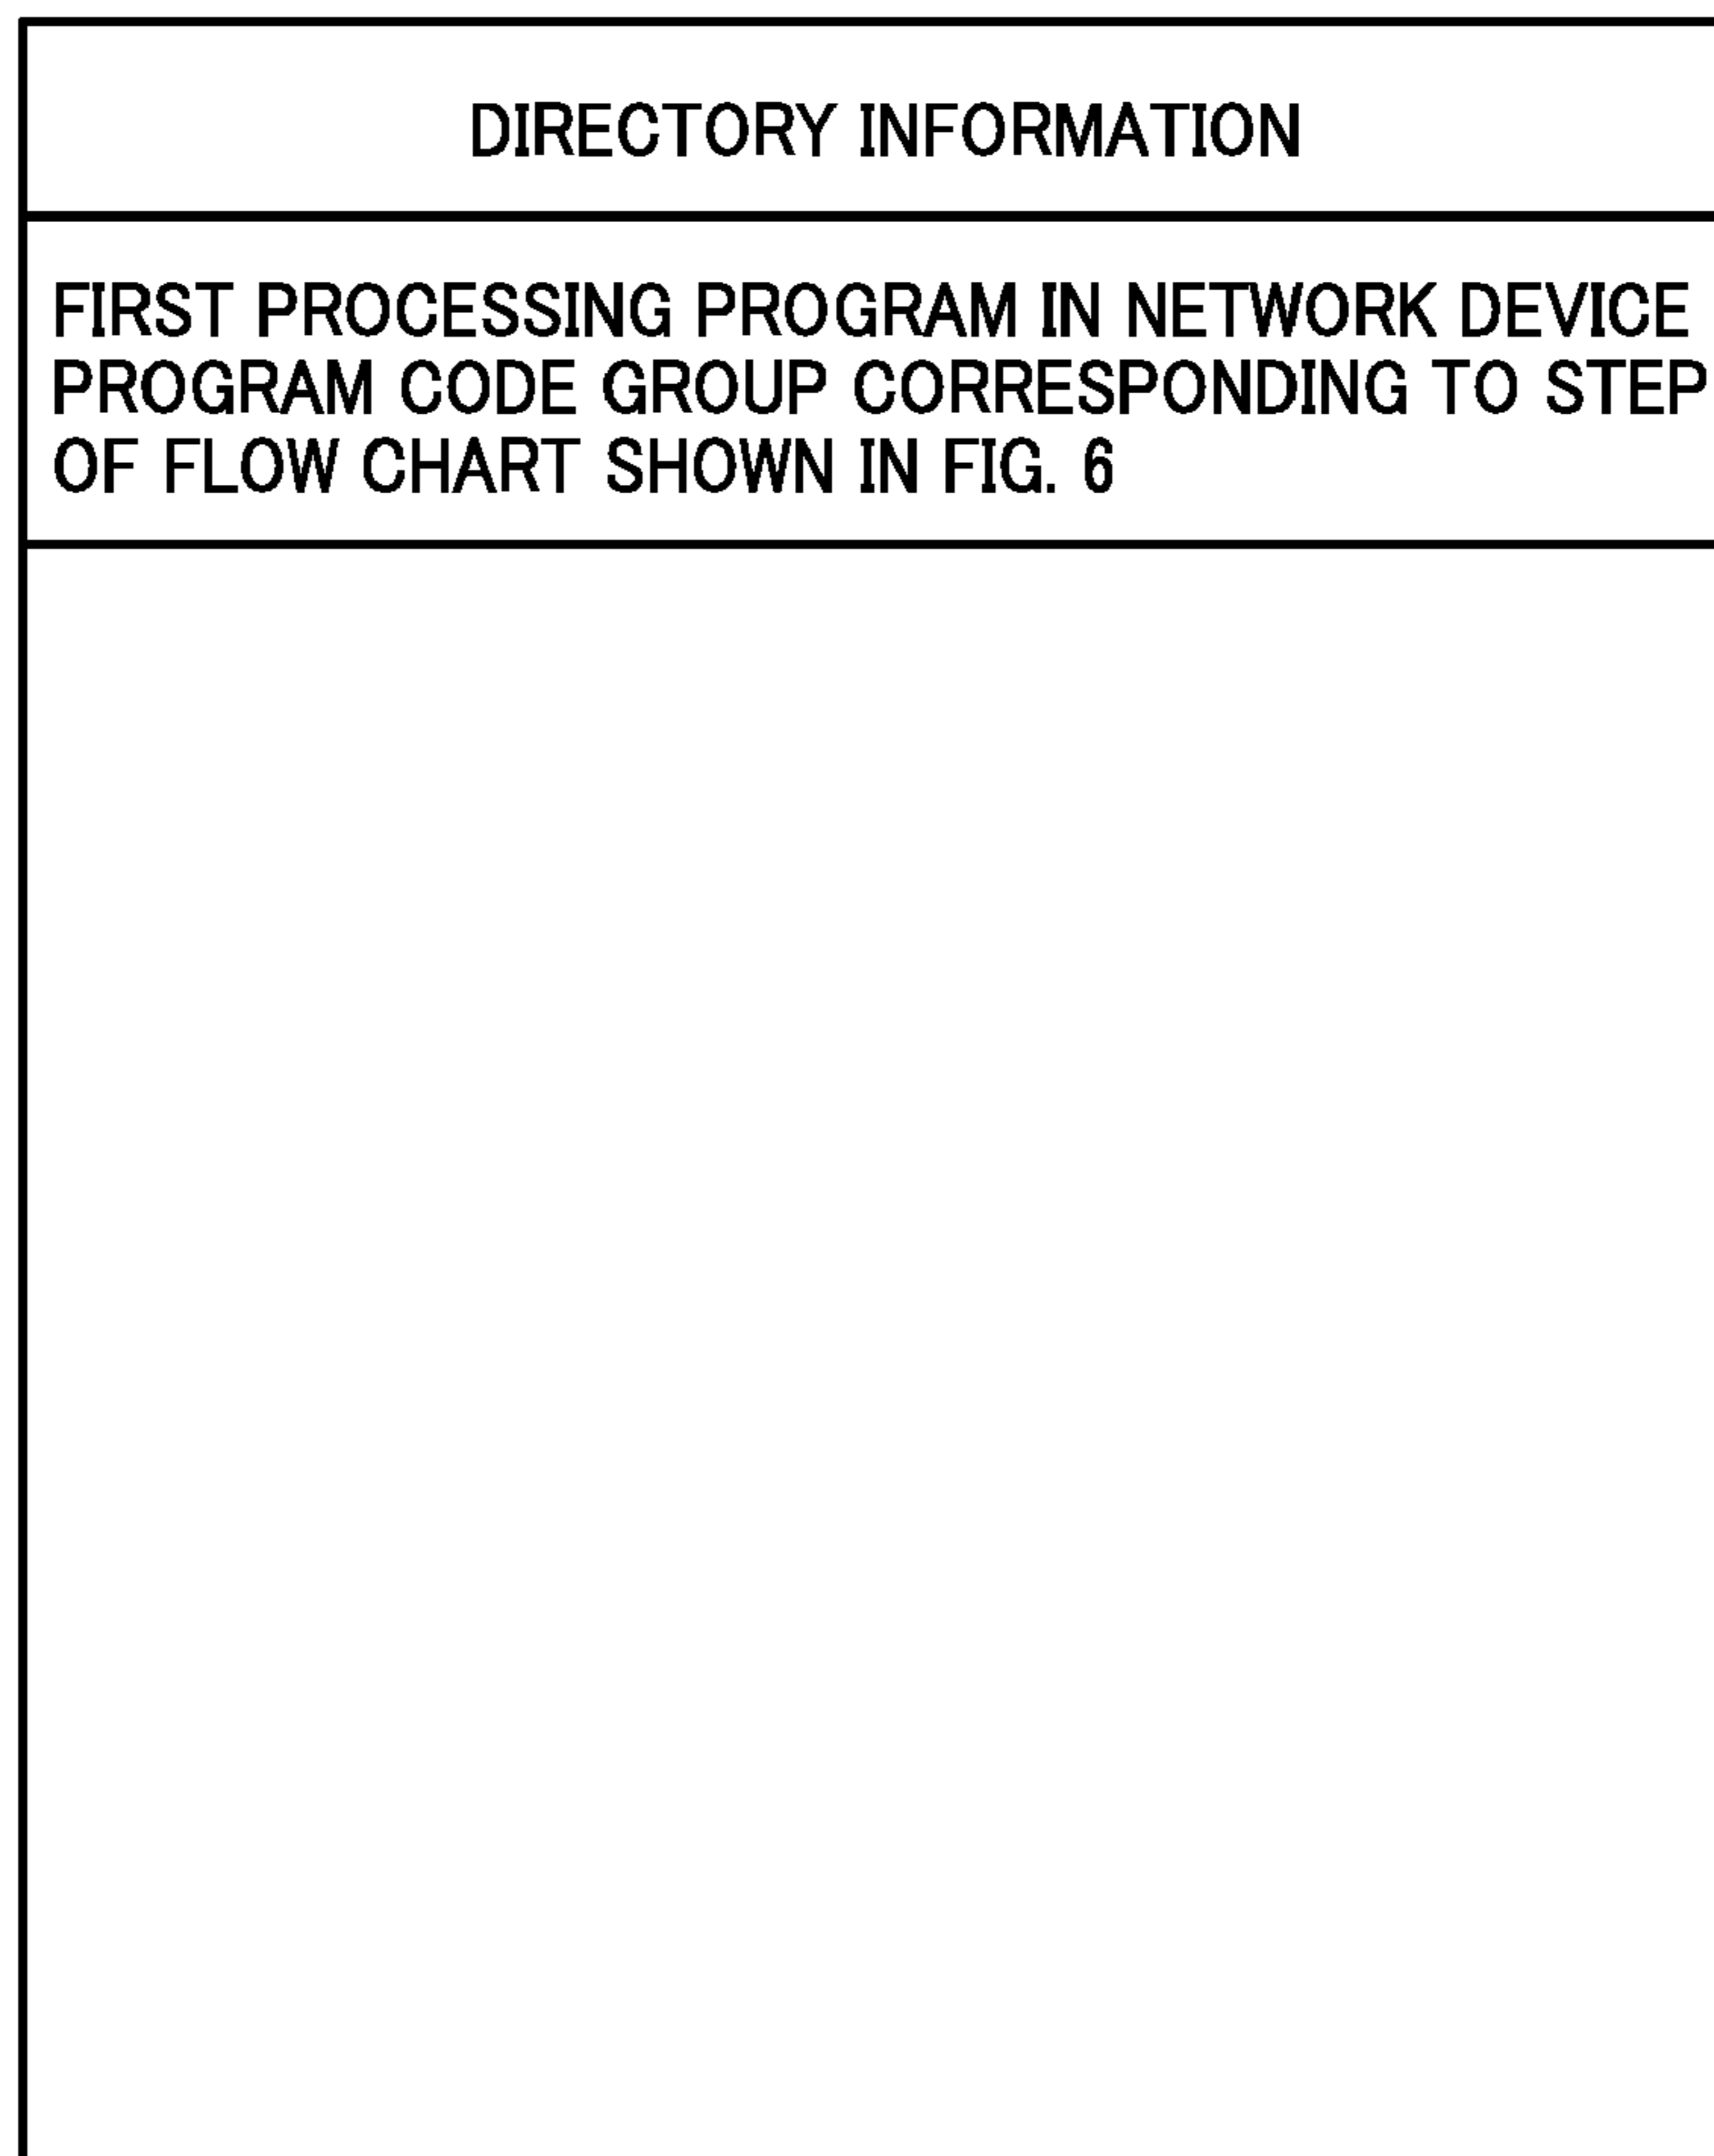 DIRECTORY INFORMATION
FIRST PROCESSING PROGRAM IN NETWORK DEVICE
PROGRAM CODE GROUP CORRESPONDING TO STEP
OF FLOW CHART SHOWN IN FIG. 6